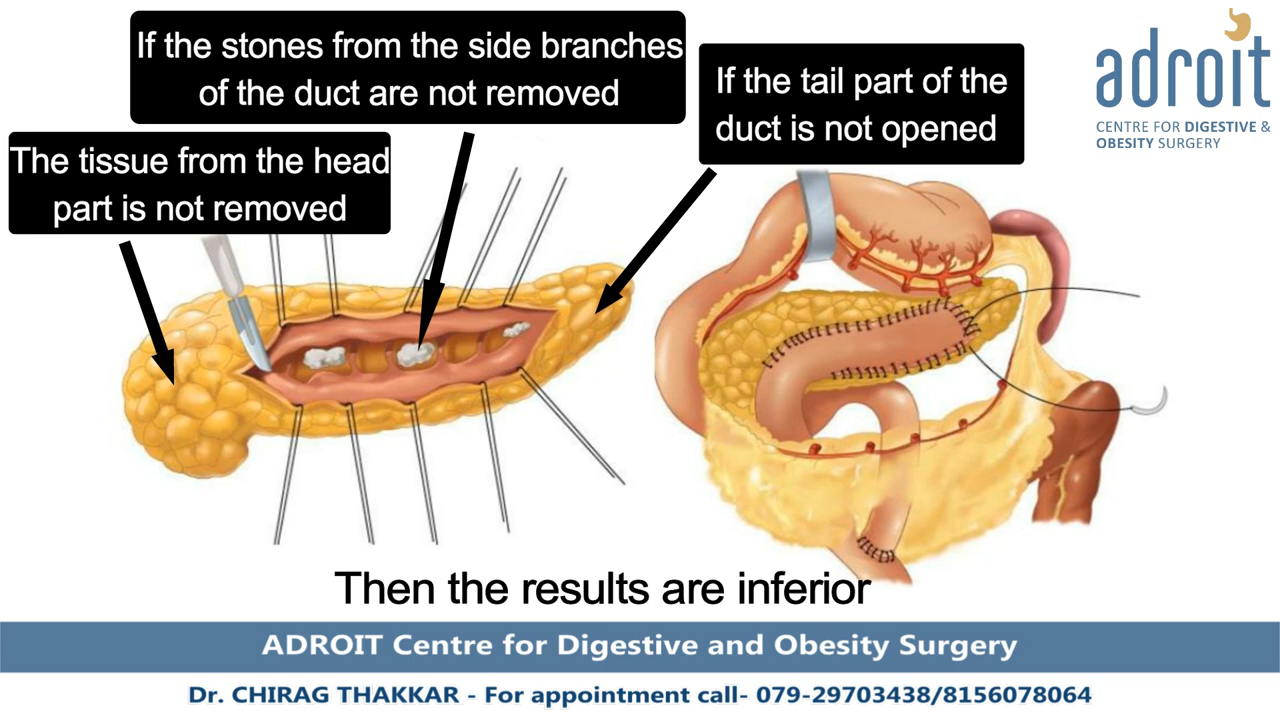 If the stones from the side branches
of the duct are not removed
If the tail part of the
duct is not opened
The tissue from the head
part is not removed
adroit
CENTRE FOR DIGESTIVE &
OBESITY SURGERY
Then the results are inferior
ADROIT Centre for Digestive and Obesity Surgery
Dr. CHIRAG THAKKAR - For appointment call- 079-29703438/8156078064